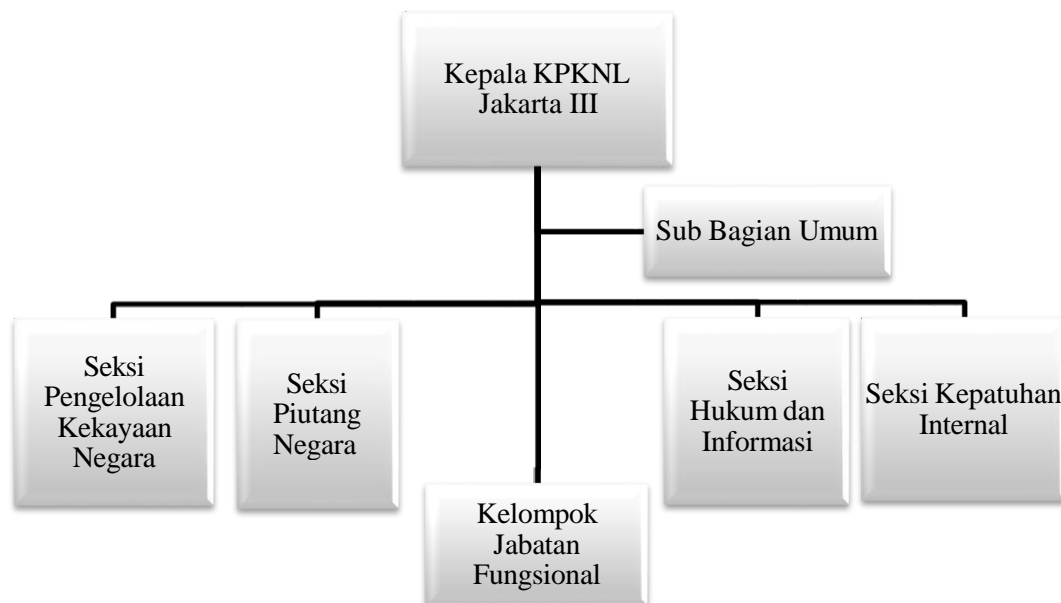 Kepala KPKNL
Jakarta III
Sub Bagian Umum
Seksi
Pengelolaan
Kekayaan
Negara
Seksi
Piutang
Negara
Seksi
Hukum dan
Informasi
Seksi Kepatuhan
Internal
Kelompok
Jabatan
Fungsional